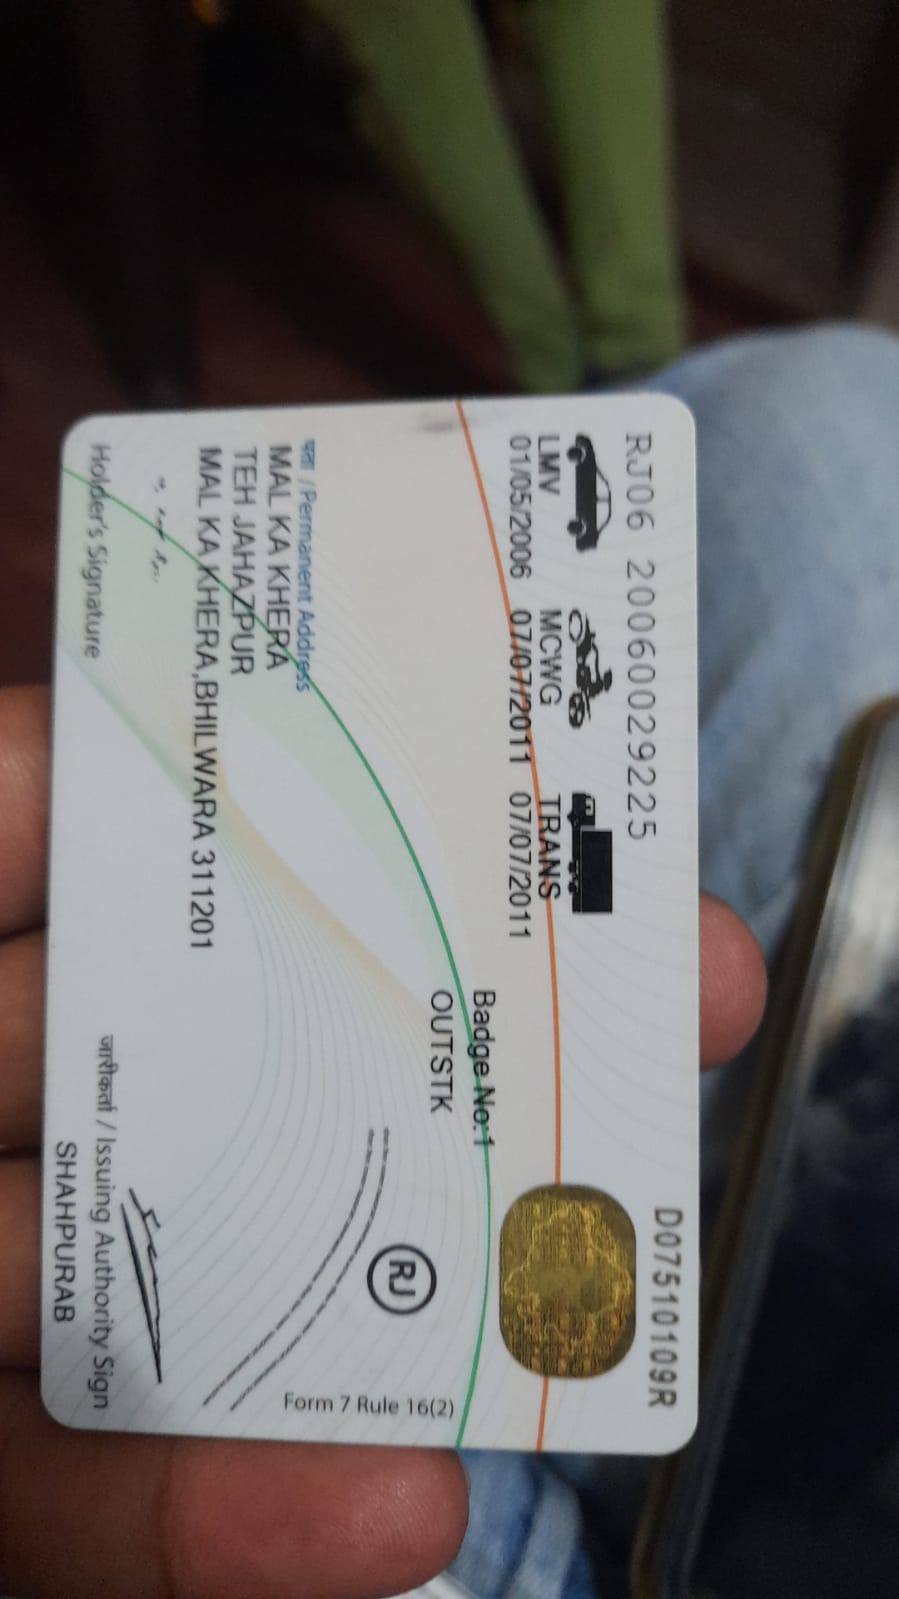 RJ06 20060029225
D07510109R
LMV MCWG TRANS
01/05/2006 07/07/2011 07/07/2011
Badge No.1
OUTSTK
पता / Permanent Address
MAL KA KHERA
TEH JAHAZPUR
MAL KA KHERA,BHILWARA 311201
RJ
Form 7 Rule 16(2)
Holder's Signature
जारीकर्ता / Issuing Authority Sign
SHAHPURAB